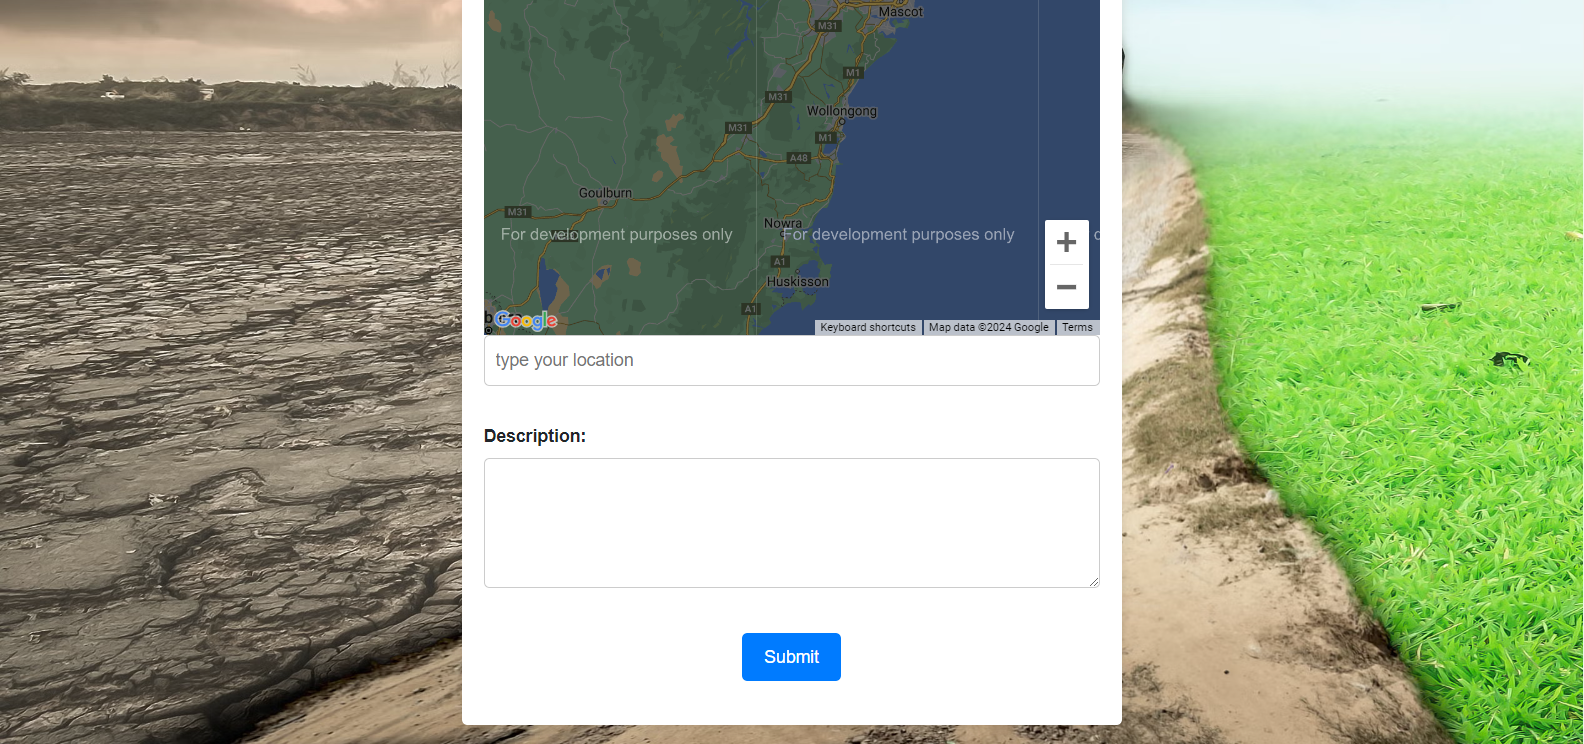 Mascot
M31
M1
M31
Wollongong
M31
M1
A48
Goulburn
M31
Nowra
For development purposes only
For development purposes only
A1
Huskisson
A1
Google
Keyboard shortcuts
Map data ©2024 Google
Terms
type your location
Description:
Submit